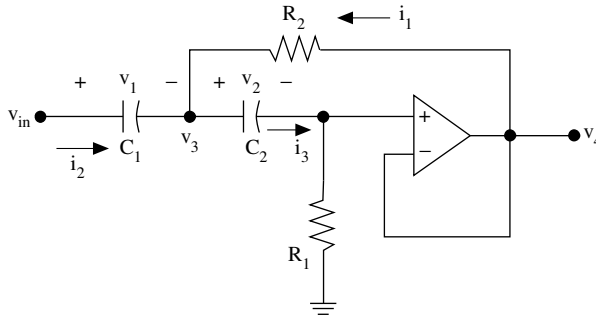 R2 i1
+ v1 − + v2 −
vin v3 + v4
i2 C1 C2 i3 −
R1